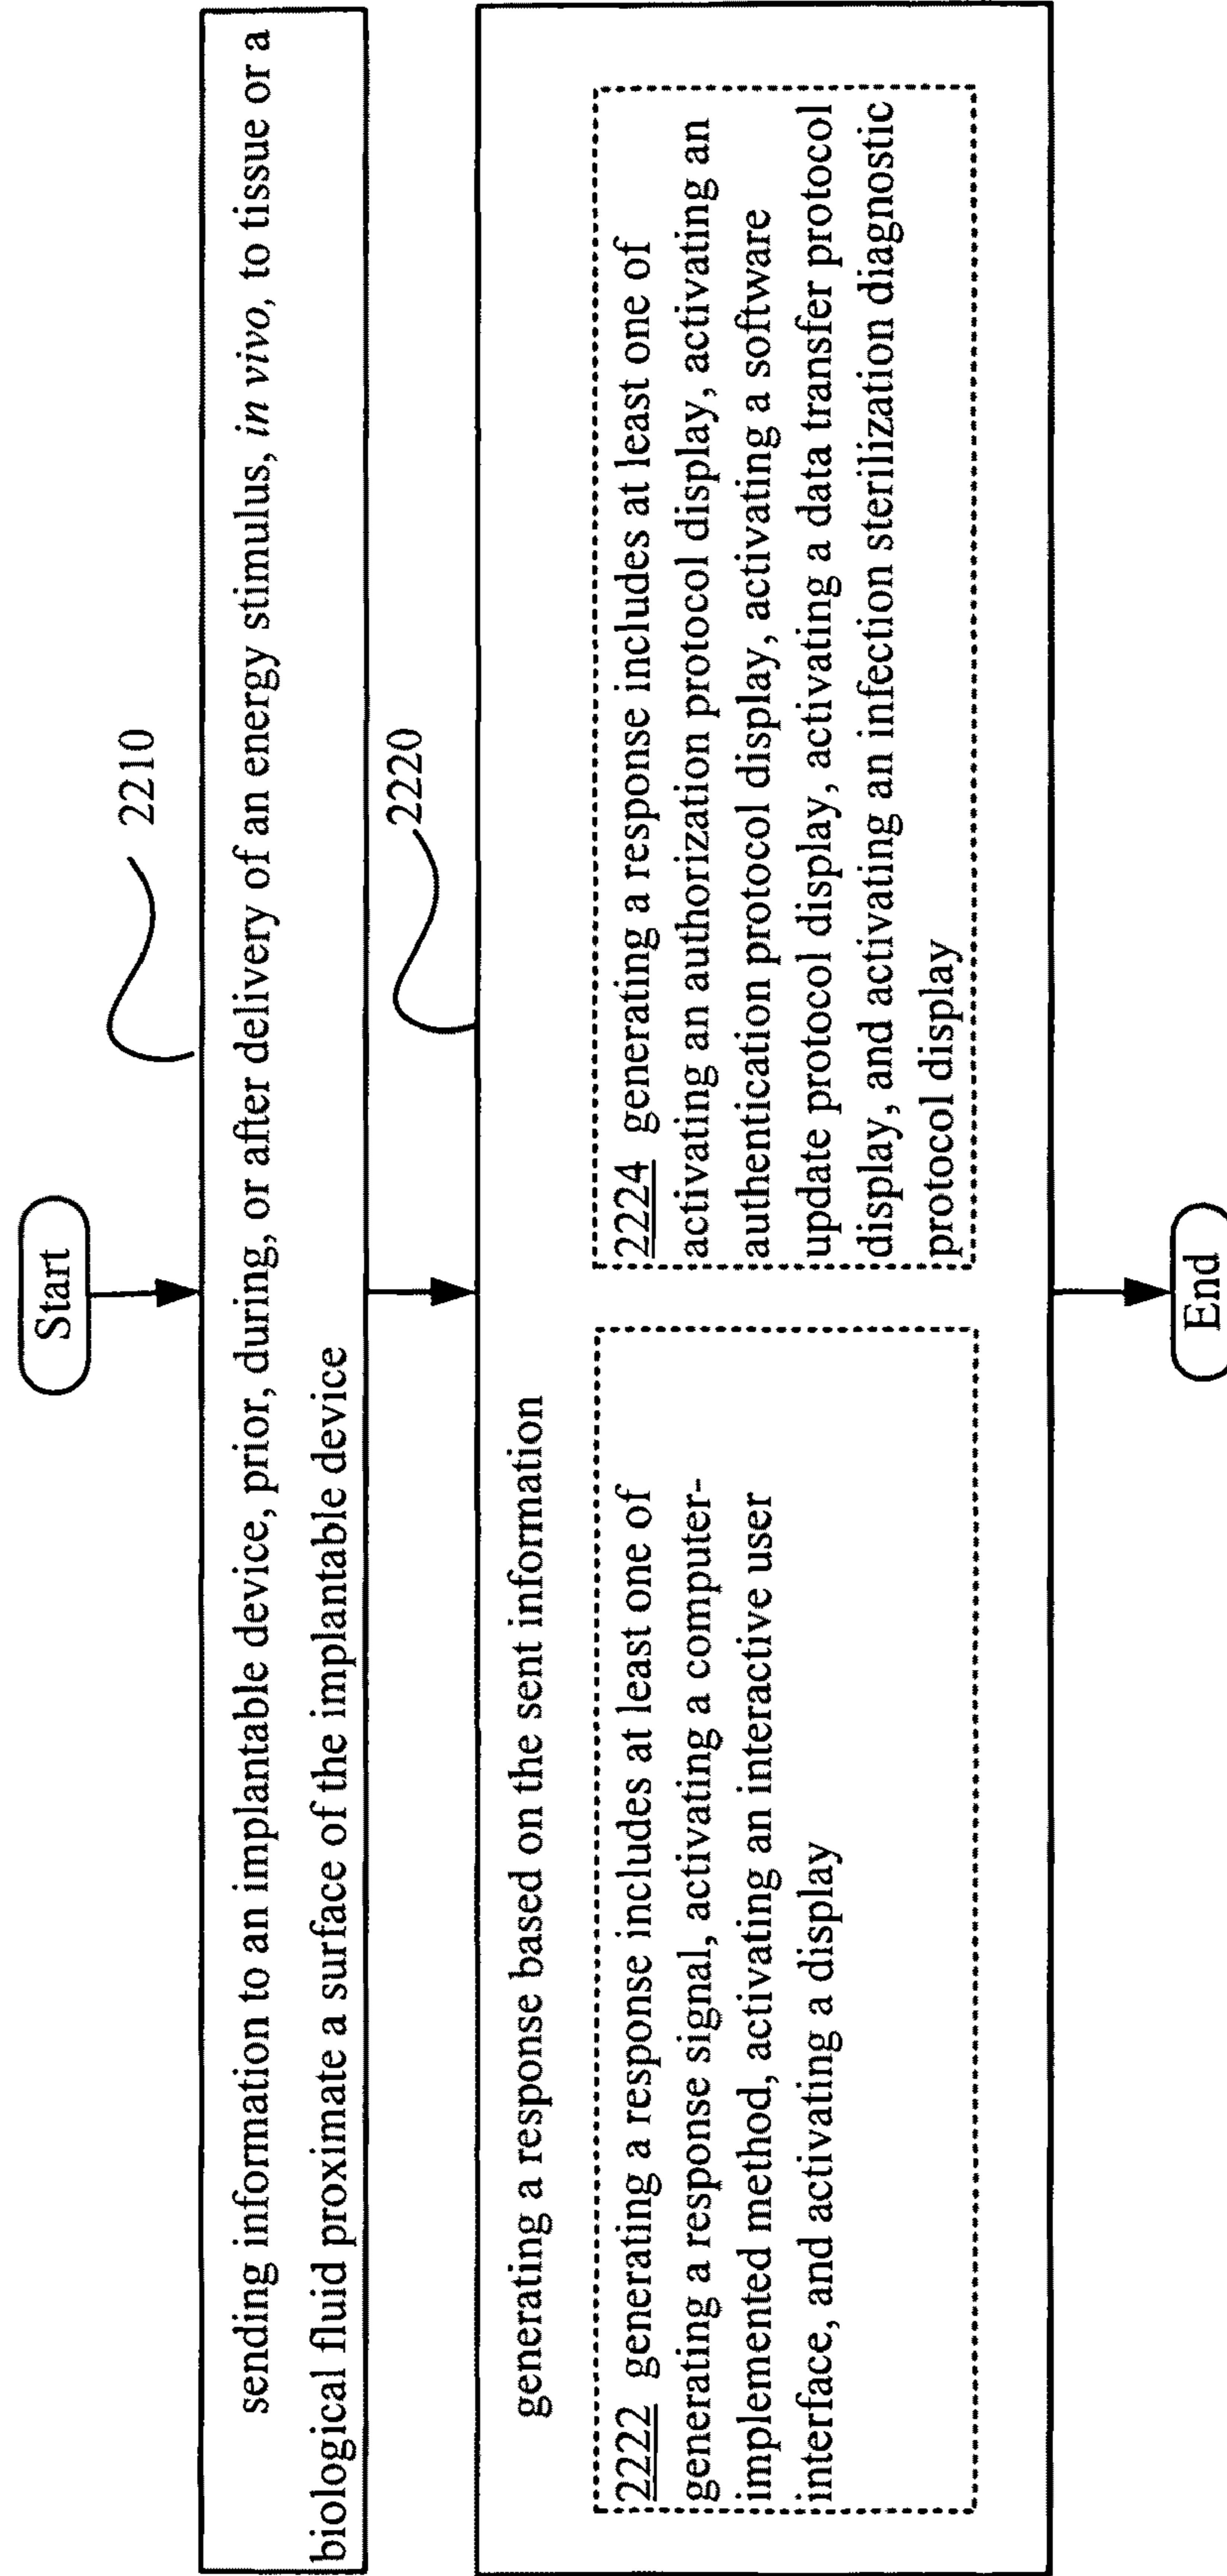 Start
2210
sending information to an implantable device, prior, during, or after delivery of an energy stimulus, in vivo, to tissue or a
biological fluid proximate a surface of the implantable device
2220
generating a response based on the sent information
2222 generating a response includes at least one of
generating a response signal, activating a computer-
implemented method, activating an interactive user
interface, and activating a display
2224 generating a response includes at least one of
activating an authorization protocol display, activating an
authentication protocol display, activating a software
update protocol display, activating a data transfer protocol
display, and activating an infection sterilization diagnostic
protocol display
End